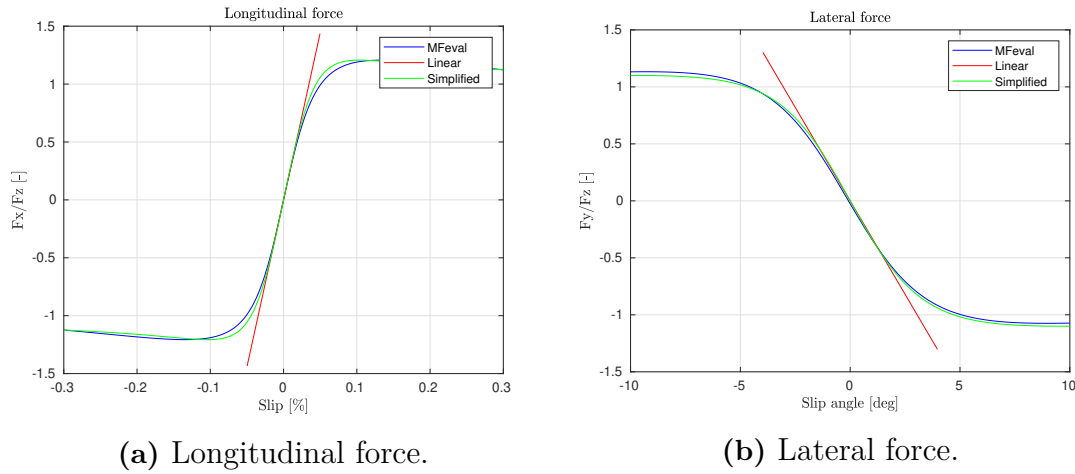 Longitudinal force
1.5
MFeval
Linear
Simplified
1
0.5
0
-0.5
-1
-1.5
Fx/Fz [-]
-0.3 -0.2 -0.1 0 0.1 0.2 0.3
Slip [%]
(a) Longitudinal force.
Lateral force
1.5
MFeval
Linear
Simplified
1
0.5
0
-0.5
-1
-1.5
Fy/Fz [-]
-10 -5 0 5 10
Slip angle [deg]
(b) Lateral force.